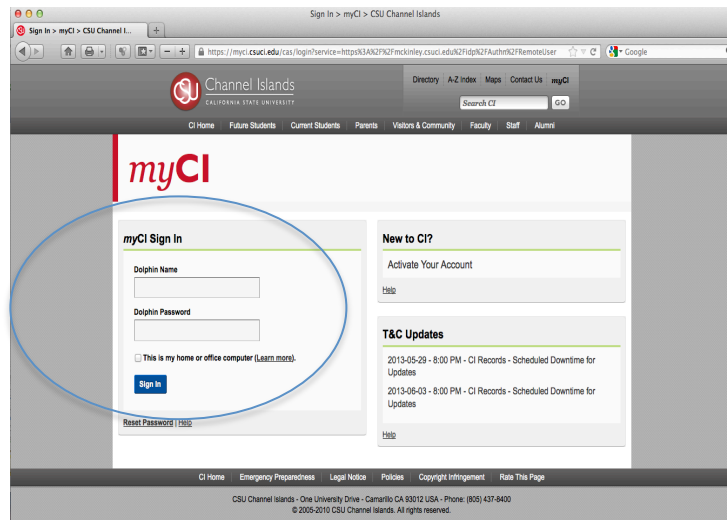 Sign In > myCI > CSU Channel Islands
Sign In > myCI > CSU Channel I...
https://myci.csuci.edu/cas/login?service=https%3A%2F%2Fmckinley.csuci.edu%2Fidp%2FAuthn%2FRemoteUser
Google
Channel Islands
CALIFORNIA STATE UNIVERSITY
Directory A-Z Index Maps Contact Us myCI
Search CI GO
CI Home Future Students Current Students Parents Visitors & Community Faculty Staff Alumni
myCI
myCI Sign In
Dolphin Name
Dolphin Password
This is my home or office computer (Learn more).
Sign In
Reset Password | Help
New to CI?
Activate Your Account
Help
T&C Updates
2013-05-29 - 8:00 PM - CI Records - Scheduled Downtime for
Updates
2013-06-03 - 8:00 PM - CI Records - Scheduled Downtime for
Updates
Help
CI Home Emergency Preparedness Legal Notice Policies Copyright Infringement Rate This Page
CSU Channel Islands - One University Drive - Camarillo CA 93012 USA - Phone: (805) 437-8400
© 2005-2010 CSU Channel Islands. All rights reserved.